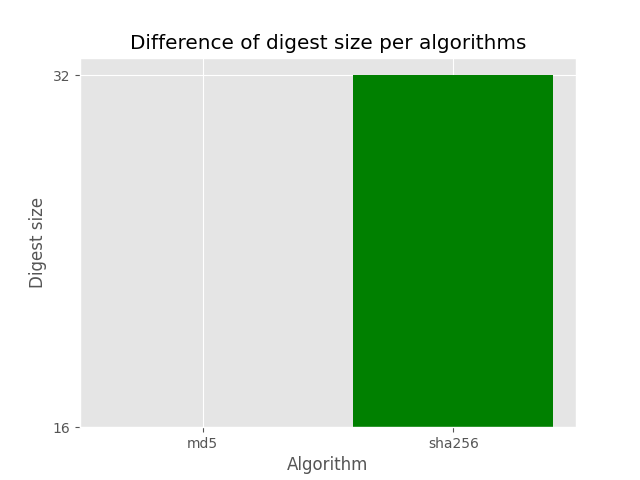 Difference of digest size per algorithms
32
Digest size
16
md5
sha256
Algorithm